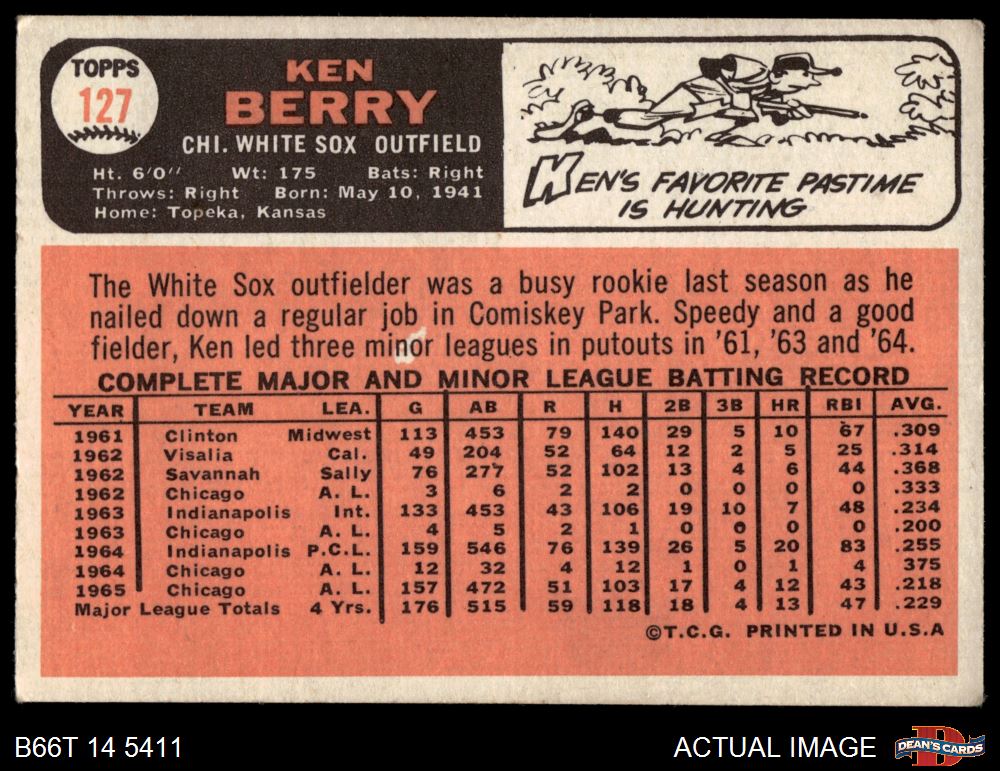 TOPPS
127
KEN
BERRY
CHI. WHITE SOX OUTFIELD
Ht. 6'0" Wt: 175 Bats: Right
Throws: Right Born: May 10, 1941
Home: Topeka, Kansas
KEN'S FAVORITE PASTIME
IS HUNTING
The White Sox outfielder was a busy rookie last season as he
nailed down a regular job in Comiskey Park. Speedy and a good
fielder, Ken led three minor leagues in putouts in '61, '63 and '64.
COMPLETE MAJOR AND MINOR LEAGUE BATTING RECORD
YEAR TEAM LEA. G AB R H 2B 3B HR RBI AVG.
1961 Clinton Midwest 113 453 79 140 29 5 10 67 .309
1962 Visalia Cal. 49 204 52 64 12 2 5 25 .314
1962 Savannah Sally 76 277 52 102 13 4 6 44 .368
1962 Chicago A. L. 3 6 2 2 0 0 0 0 .333
1963 Indianapolis Int. 133 453 43 106 19 10 7 48 .234
1963 Chicago A. L. 4 5 2 1 0 0 0 0 .200
1964 Indianapolis P.C.L. 159 546 76 139 26 5 20 83 .255
1964 Chicago A. L. 12 32 4 12 1 0 1 4 375
1965 Chicago A. L. 157 472 51 103 17 4 12 43 .218
Major League Totals 4 Yrs. 176 515 59 118 18 4 13 47 .229
©T.C.G. PRINTED IN U.S.A
B66T 14 5411
ACTUAL IMAGE
DEAN'S CARDS